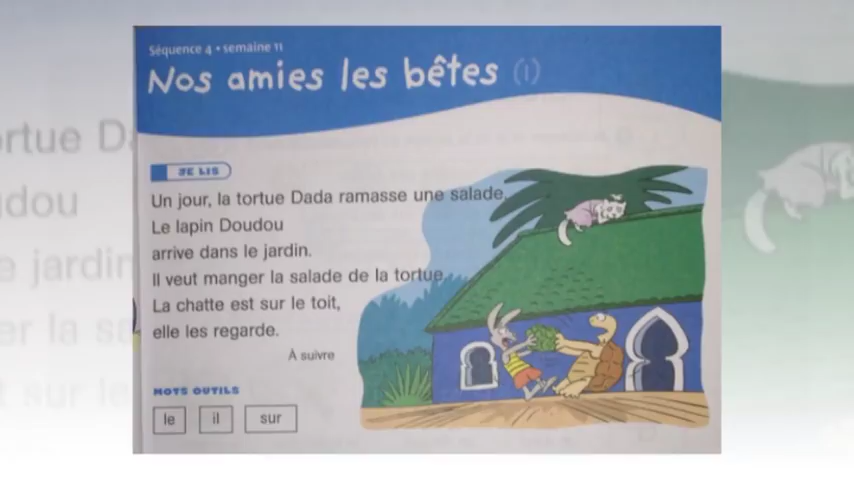 Séquence 4 • semaine 11
Nos amies les bêtes (1)
JE LIS
Un jour, la tortue Dada ramasse une salade.
Le lapin Doudou
arrive dans le jardin.
Il veut manger la salade de la tortue.
La chatte est sur le toit,
elle les regarde.
À suivre
MOTS OUTILS
le
il
sur